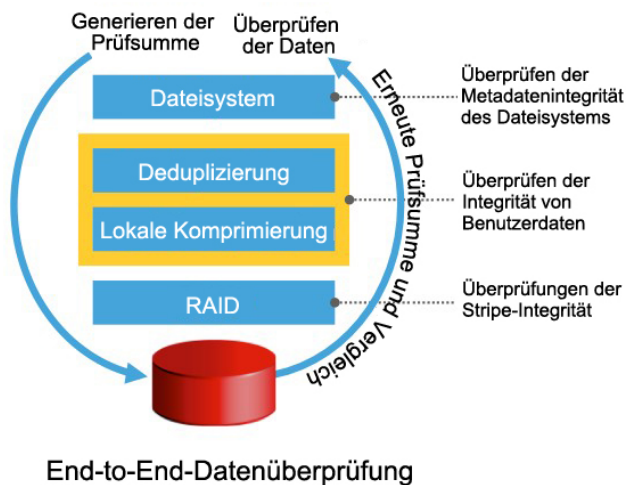 Generieren der
Prüfsumme
Überprüfen
der Daten
Dateisystem
Deduplizierung
Lokale Komprimierung
RAID
Erneute Prüfsumme und Vergleich
Überprüfen der
Metadatenintegrität
des Dateisystems
Überprüfen der
Integrität von
Benutzerdaten
Überprüfungen der
Stripe-Integrität
End-to-End-Datenüberprüfung